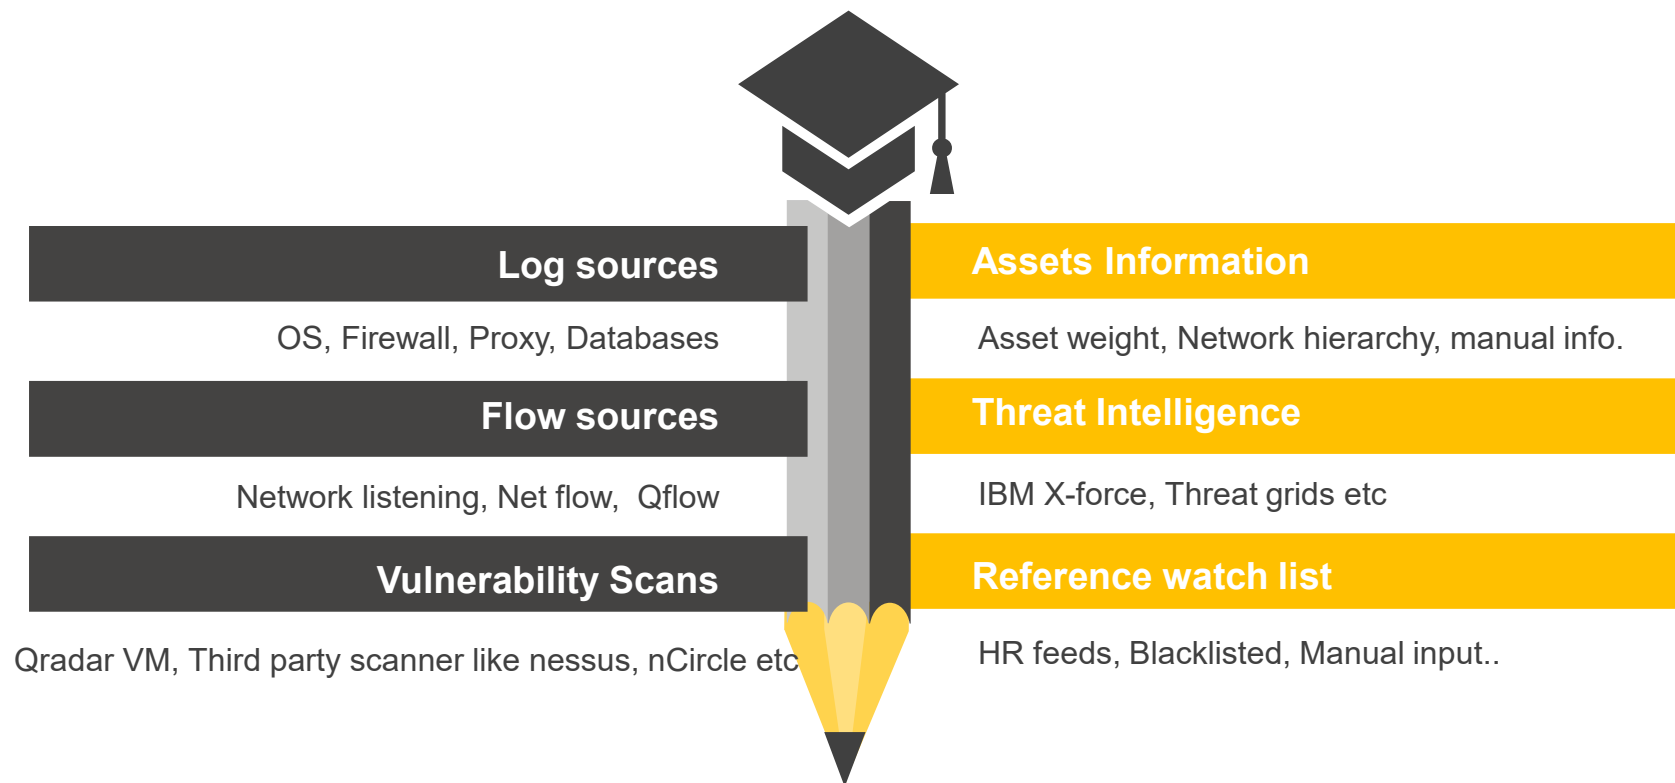 Log sources
OS, Firewall, Proxy, Databases
Flow sources
Network listening, Net flow,  Qflow
Vulnerability Scans
Qradar VM, Third party scanner like nessus, nCircle etc
Assets Information
Asset weight, Network hierarchy, manual info.
Threat Intelligence
IBM X-force, Threat grids etc
Reference watch list
HR feeds, Blacklisted, Manual input..